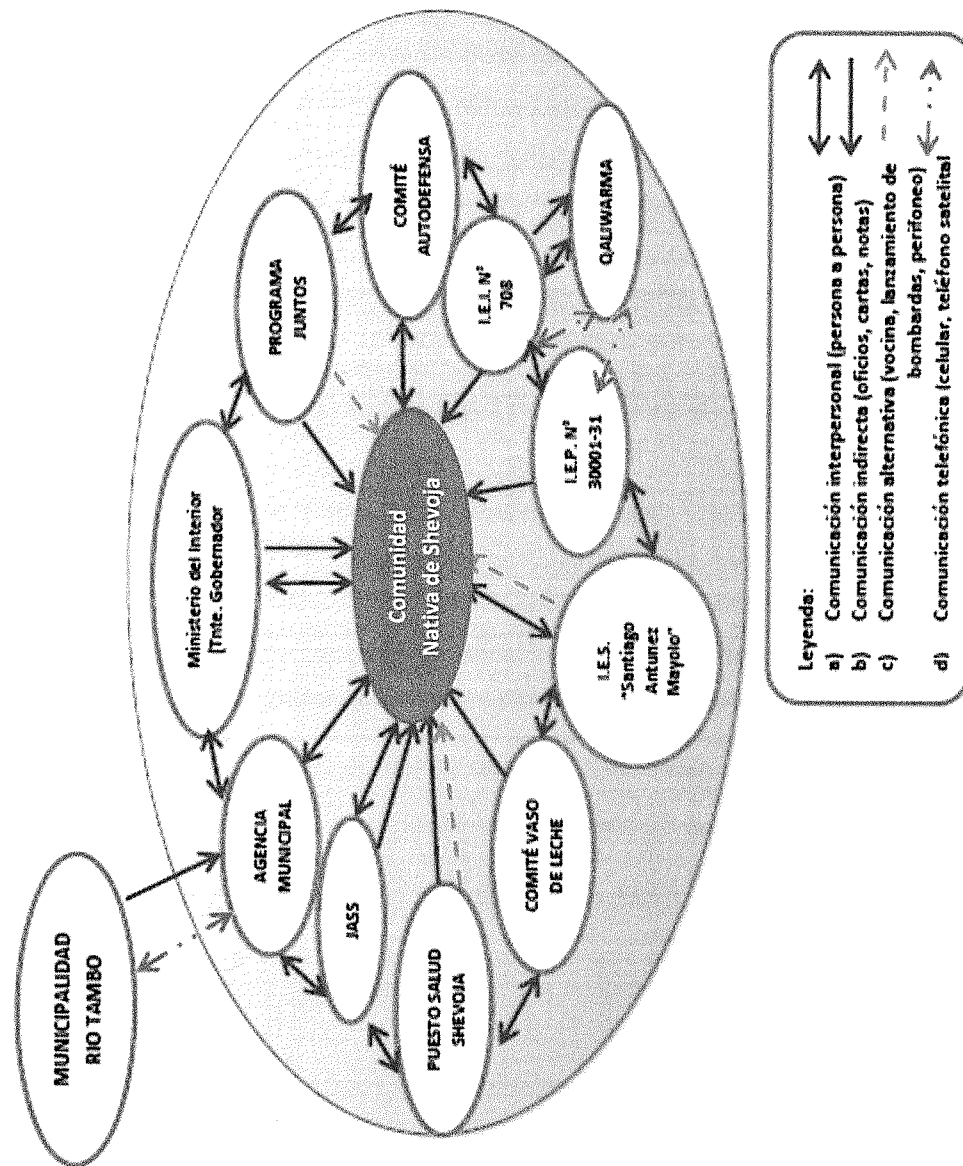 MUNICIPALIDAD
RIO TAMBO
Ministerio del Interior
(Tnte. Gobernador
PROGRAMA
JUNTOS
COMITÉ
AUTODEFENSA
I.E.I. N°
708
QALIWARMA
I.E.P. N°
30001-31
I.E.S.
"Santiago
Antunez
Mayolo"
COMITÉ VASO
DE LECHE
PUESTO SALUD
SHEVOJA
JASS
AGENCIA
MUNICIPAL
Comunidad
Nativa de Shevoja
Leyenda:
a) Comunicación interpersonal (persona a persona)
b) Comunicación indirecta (oficios, cartas, notas)
c) Comunicación alternativa (vocina, lanzamiento de
bombardas, perifoneo)
d) Comunicación telefónica (celular, teléfono satelital